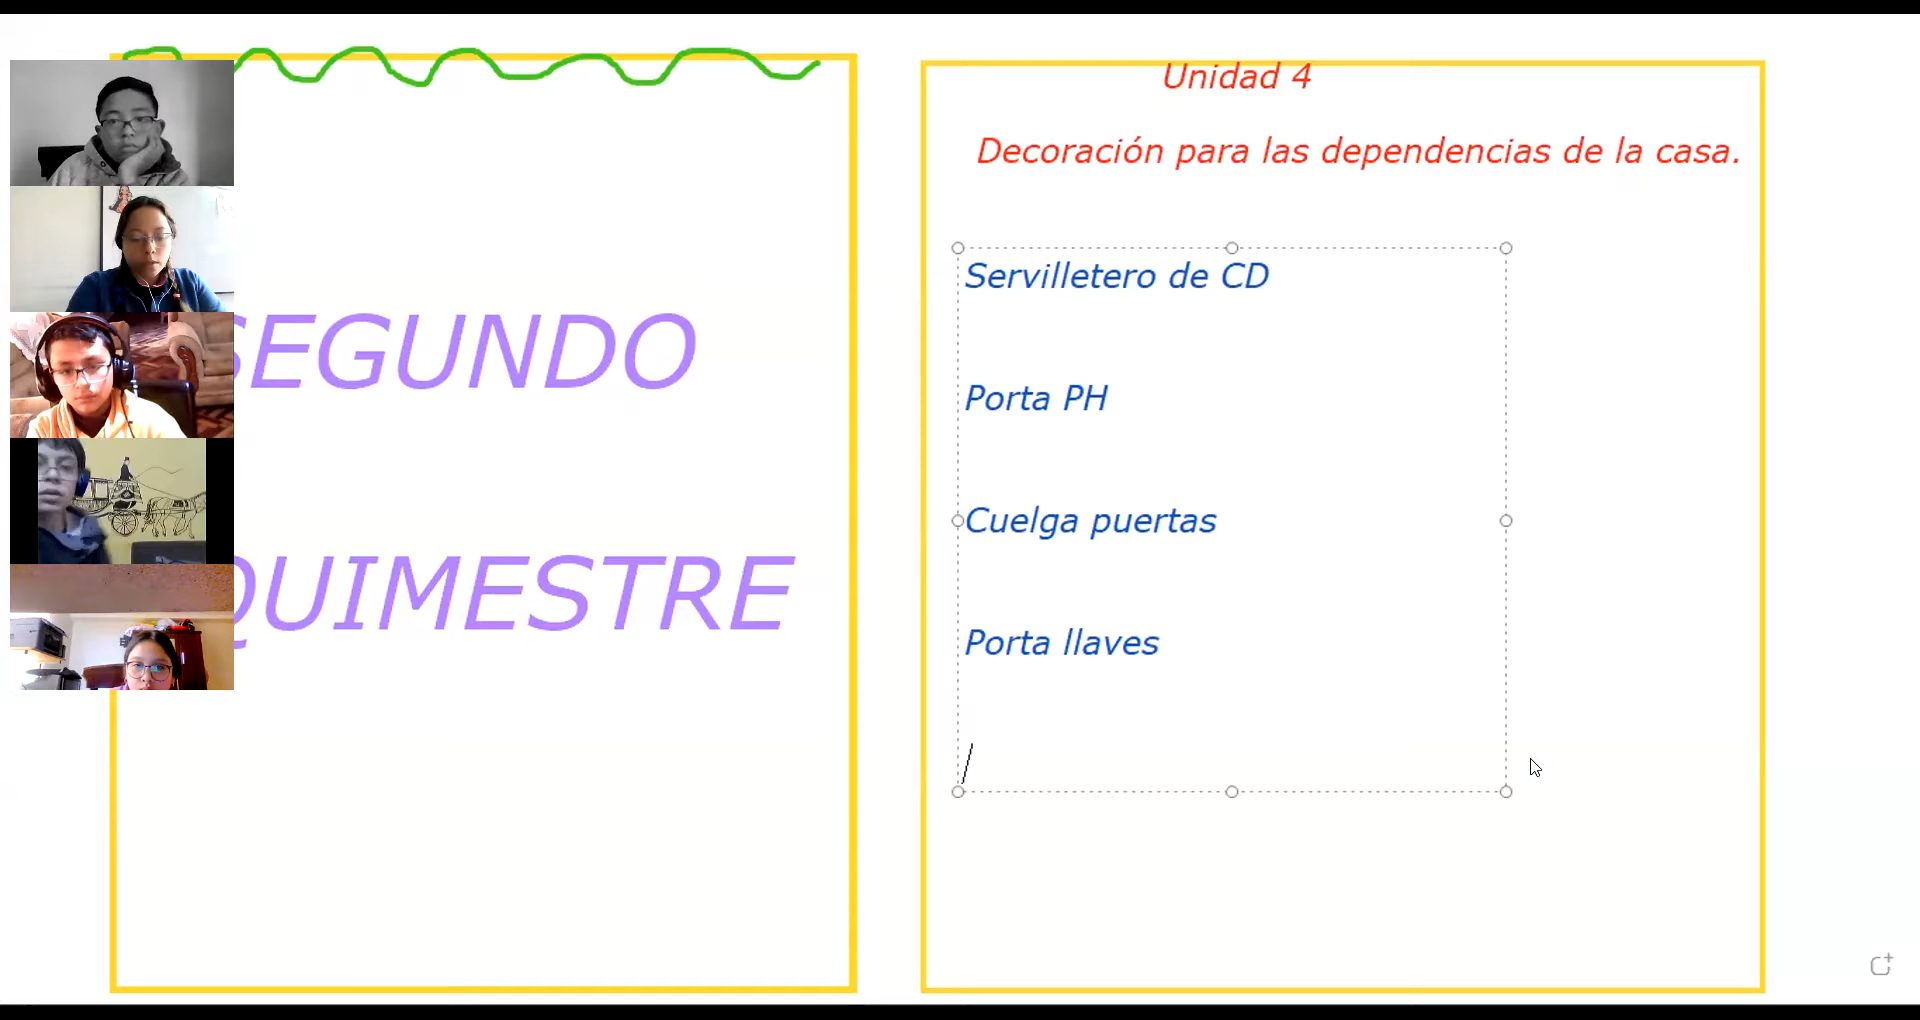 SEGUNDO
QUIMESTRE
Unidad 4
Decoración para las dependencias de la casa.
Servilletero de CD
Porta PH
Cuelga puertas
Porta llaves